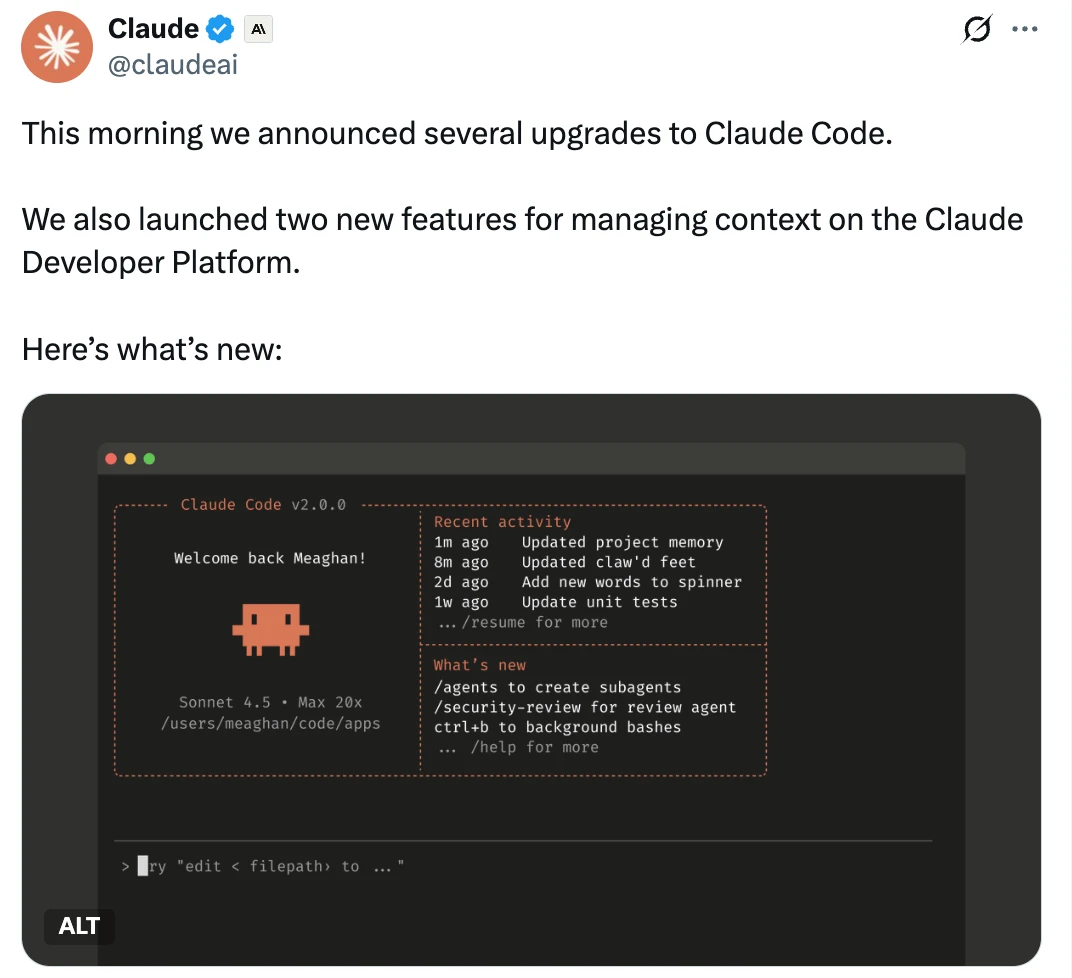 Claude
@claudeai
This morning we announced several upgrades to Claude Code.
We also launched two new features for managing context on the Claude
Developer Platform.
Here’s what’s new:
Claude Code v2.0.0
Welcome back Meaghan!
Sonnet 4.5 • Max 20x
/users/meaghan/code/apps
Recent activity
1m ago Updated project memory
8m ago Updated claw'd feet
2d ago Add new words to spinner
1w ago Update unit tests
.../resume for more
What’s new
/agents to create subagents
/security-review for review agent
ctrl+b to background bashes
... /help for more
> ry "edit < filepath› to ..."
ALT